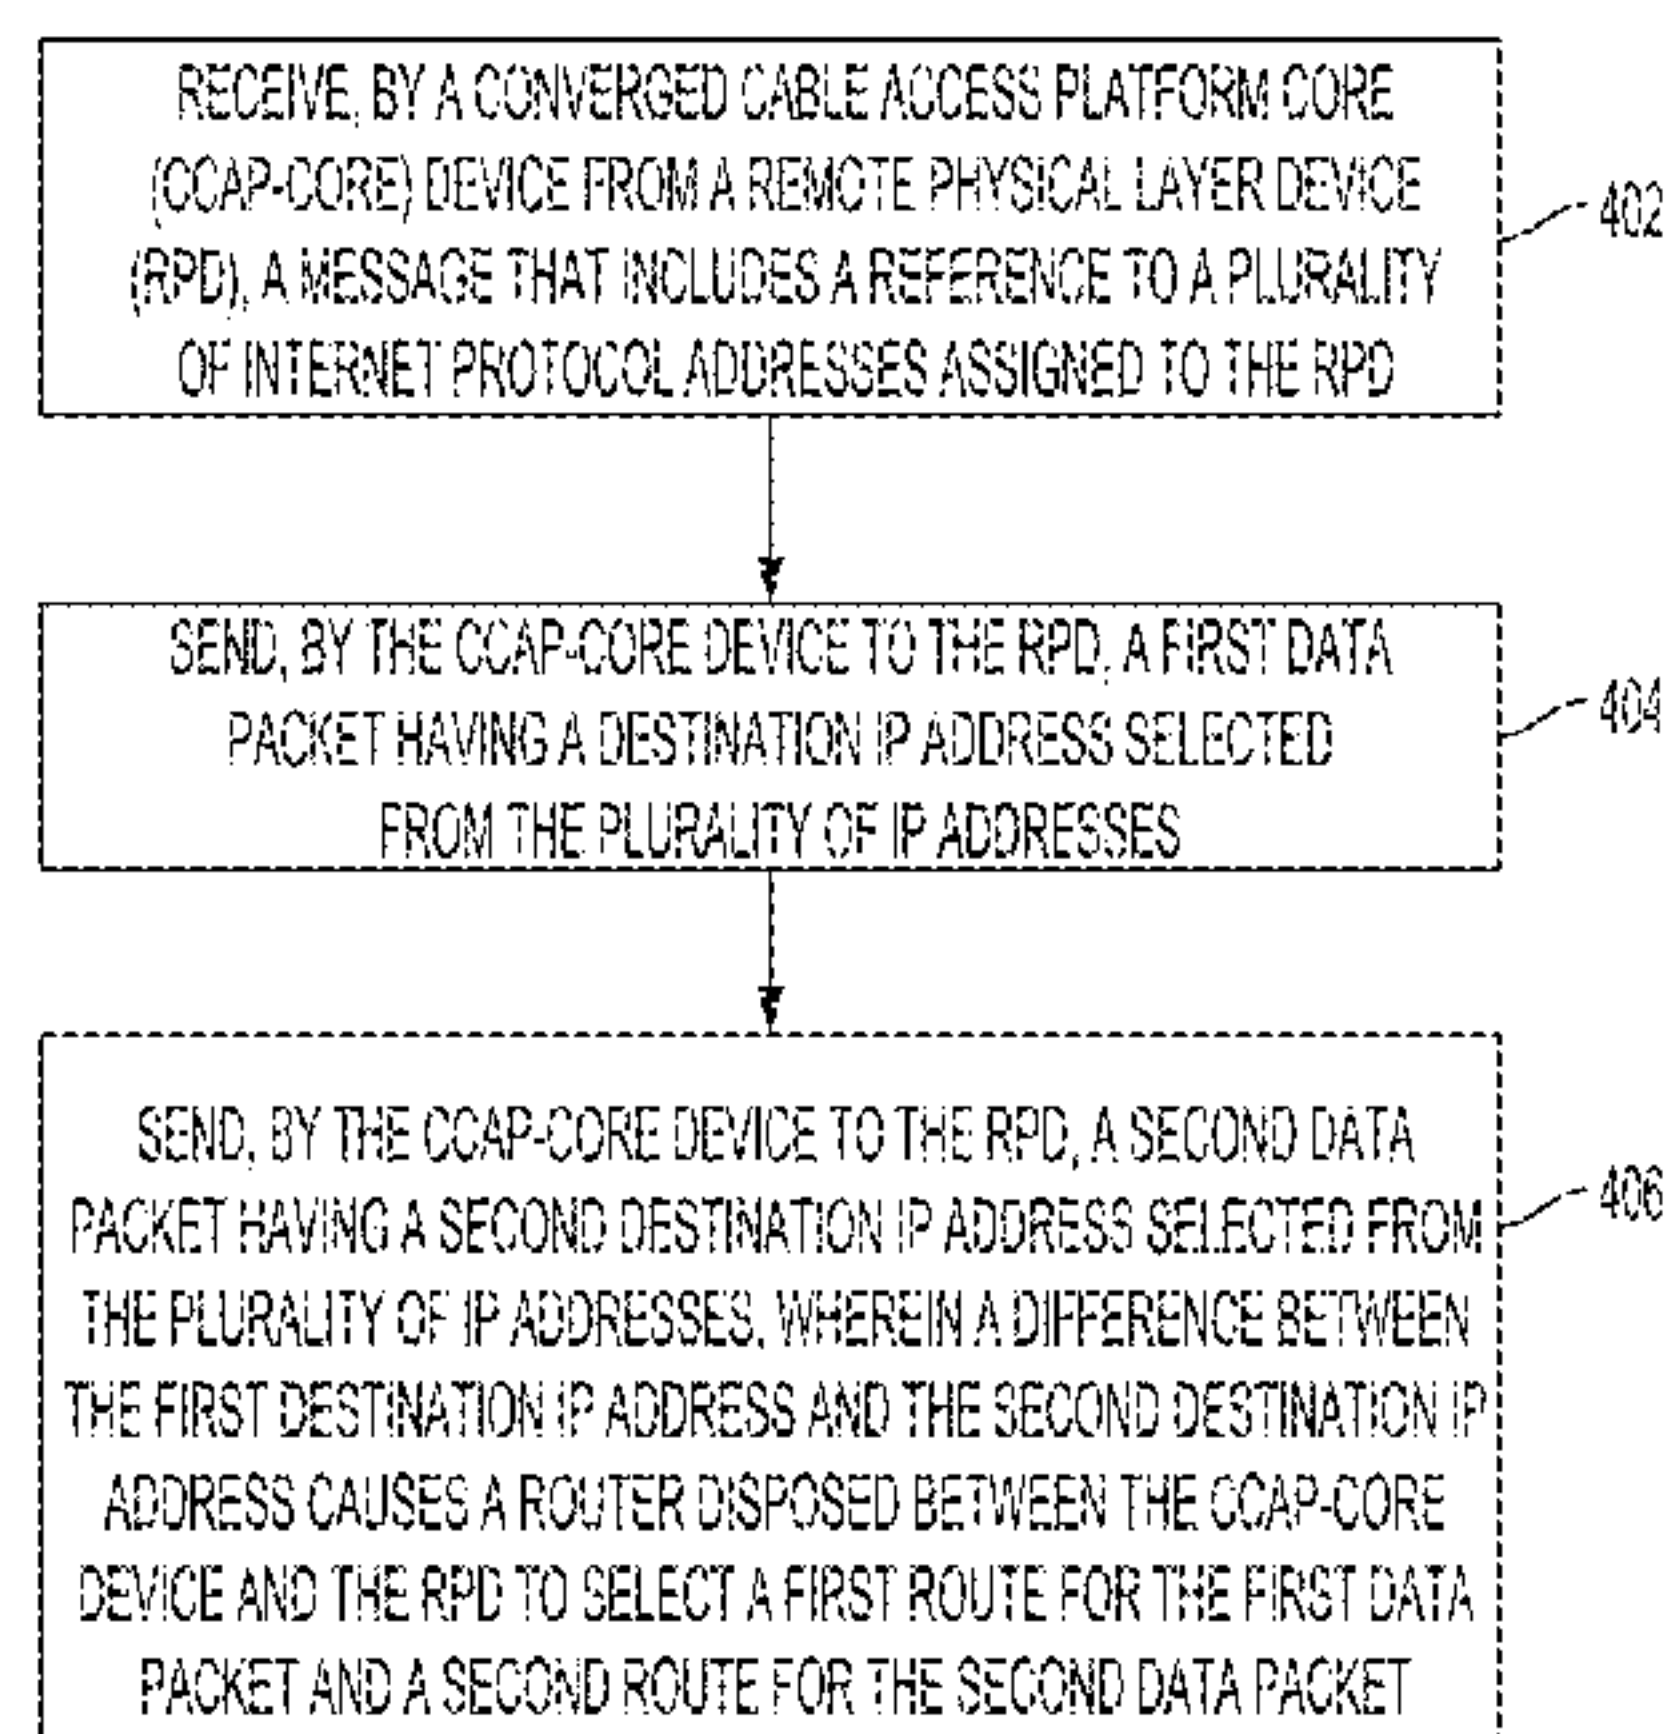 RECEIVE, BY A CONVERGED CABLE ACCESS PLATFORM CORE
(CCAP-CORE) DEVICE FROM A REMOTE PHYSICAL LAYER DEVICE
(RPD), A MESSAGE THAT INCLUDES A REFERENCE TO A PLURALITY
OF INTERNET PROTOCOL ADDRESSES ASSIGNED TO THE RPD
402
SEND, BY THE CCAP-CORE DEVICE TO THE RPD, A FIRST DATA
PACKET HAVING A DESTINATION IP ADDRESS SELECTED
FROM THE PLURALITY OF IP ADDRESSES
404
SEND, BY THE CCAP-CORE DEVICE TO THE RPD, A SECOND DATA
PACKET HAVING A SECOND DESTINATION IP ADDRESS SELECTED FROM
THE PLURALITY OF IP ADDRESSES, WHEREIN A DIFFERENCE BETWEEN
THE FIRST DESTINATION IP ADDRESS AND THE SECOND DESTINATION IP
ADDRESS CAUSES A ROUTER DISPOSED BETWEEN THE CCAP-CORE
DEVICE AND THE RPD TO SELECT A FIRST ROUTE FOR THE FIRST DATA
PACKET AND A SECOND ROUTE FOR THE SECOND DATA PACKET
406